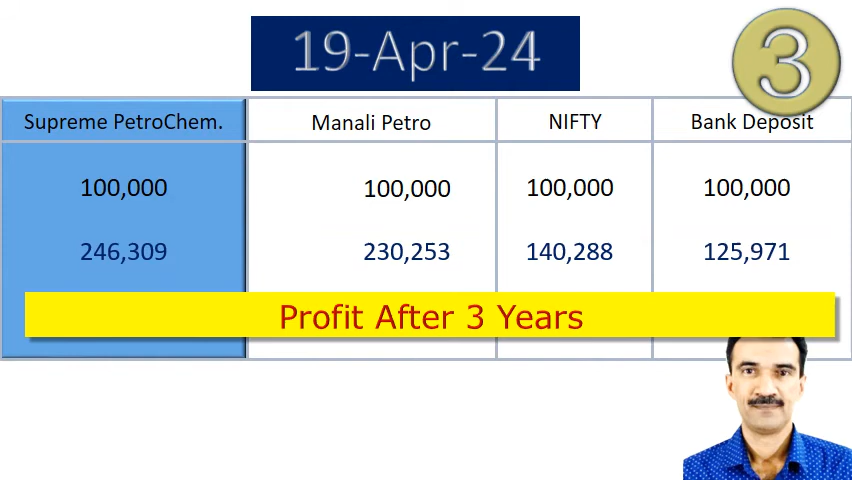 19-Apr-24
3
Supreme PetroChem. Manali Petro NIFTY Bank Deposit
100,000 100,000 100,000 100,000
246,309 230,253 140,288 125,971
Profit After 3 Years